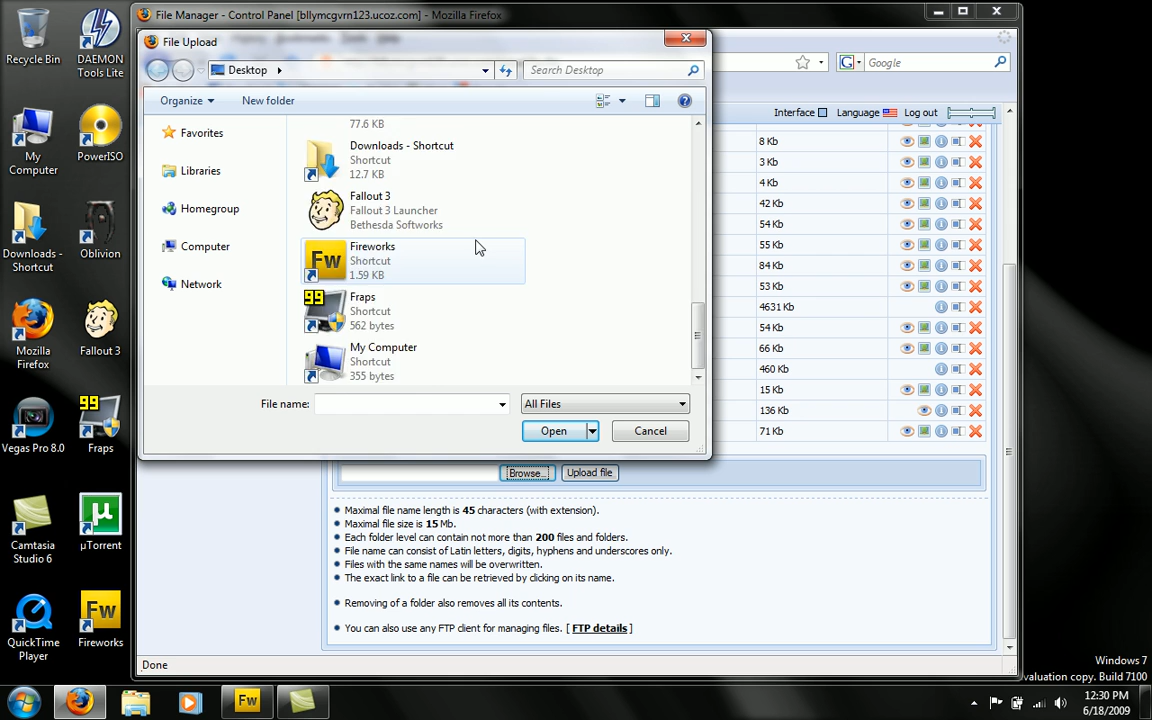 Recycle Bin
DAEMON
Tools Lite
My
Computer
PowerISO
Downloads -
Shortcut
Oblivion
Mozilla
Firefox
Fallout 3
Vegas Pro 8.0
99
Fraps
Camtasia
Studio 6
µTorrent
QuickTime
Player
Fw
Fireworks
File Manager - Control Panel [bllymcgvrn123.ucoz.com] - Mozilla Firefox
Google
Interface
Language
Log out
8 Kb
3 Kb
4 Kb
42 Kb
54 Kb
55 Kb
84 Kb
53 Kb
4631 Kb
54 Kb
66 Kb
460 Kb
15 Kb
136 Kb
71 Kb
File Upload
Desktop
Search Desktop
Organize
New folder
Favorites
Libraries
Homegroup
Computer
Network
77.6 KB
Downloads - Shortcut
Shortcut
12.7 KB
Fallout 3
Fallout 3 Launcher
Bethesda Softworks
Fw
Fireworks
Shortcut
1.59 KB
99
Fraps
Shortcut
562 bytes
My Computer
Shortcut
355 bytes
File name:
All Files
Open
Cancel
Browse...
Upload file
Maximal file name length is 45 characters (with extension).
Maximal file size is 15 Mb.
Each folder level can contain not more than 200 files and folders.
File name can consist of Latin letters, digits, hyphens and underscores only.
Files with the same names will be overwritten.
The exact link to a file can be retrieved by clicking on its name.
Removing of a folder also removes all its contents.
You can also use any FTP client for managing files. [ FTP details ]
Done
Windows 7
valuation copy. Build 7100
Fw
12:30 PM
6/18/2009